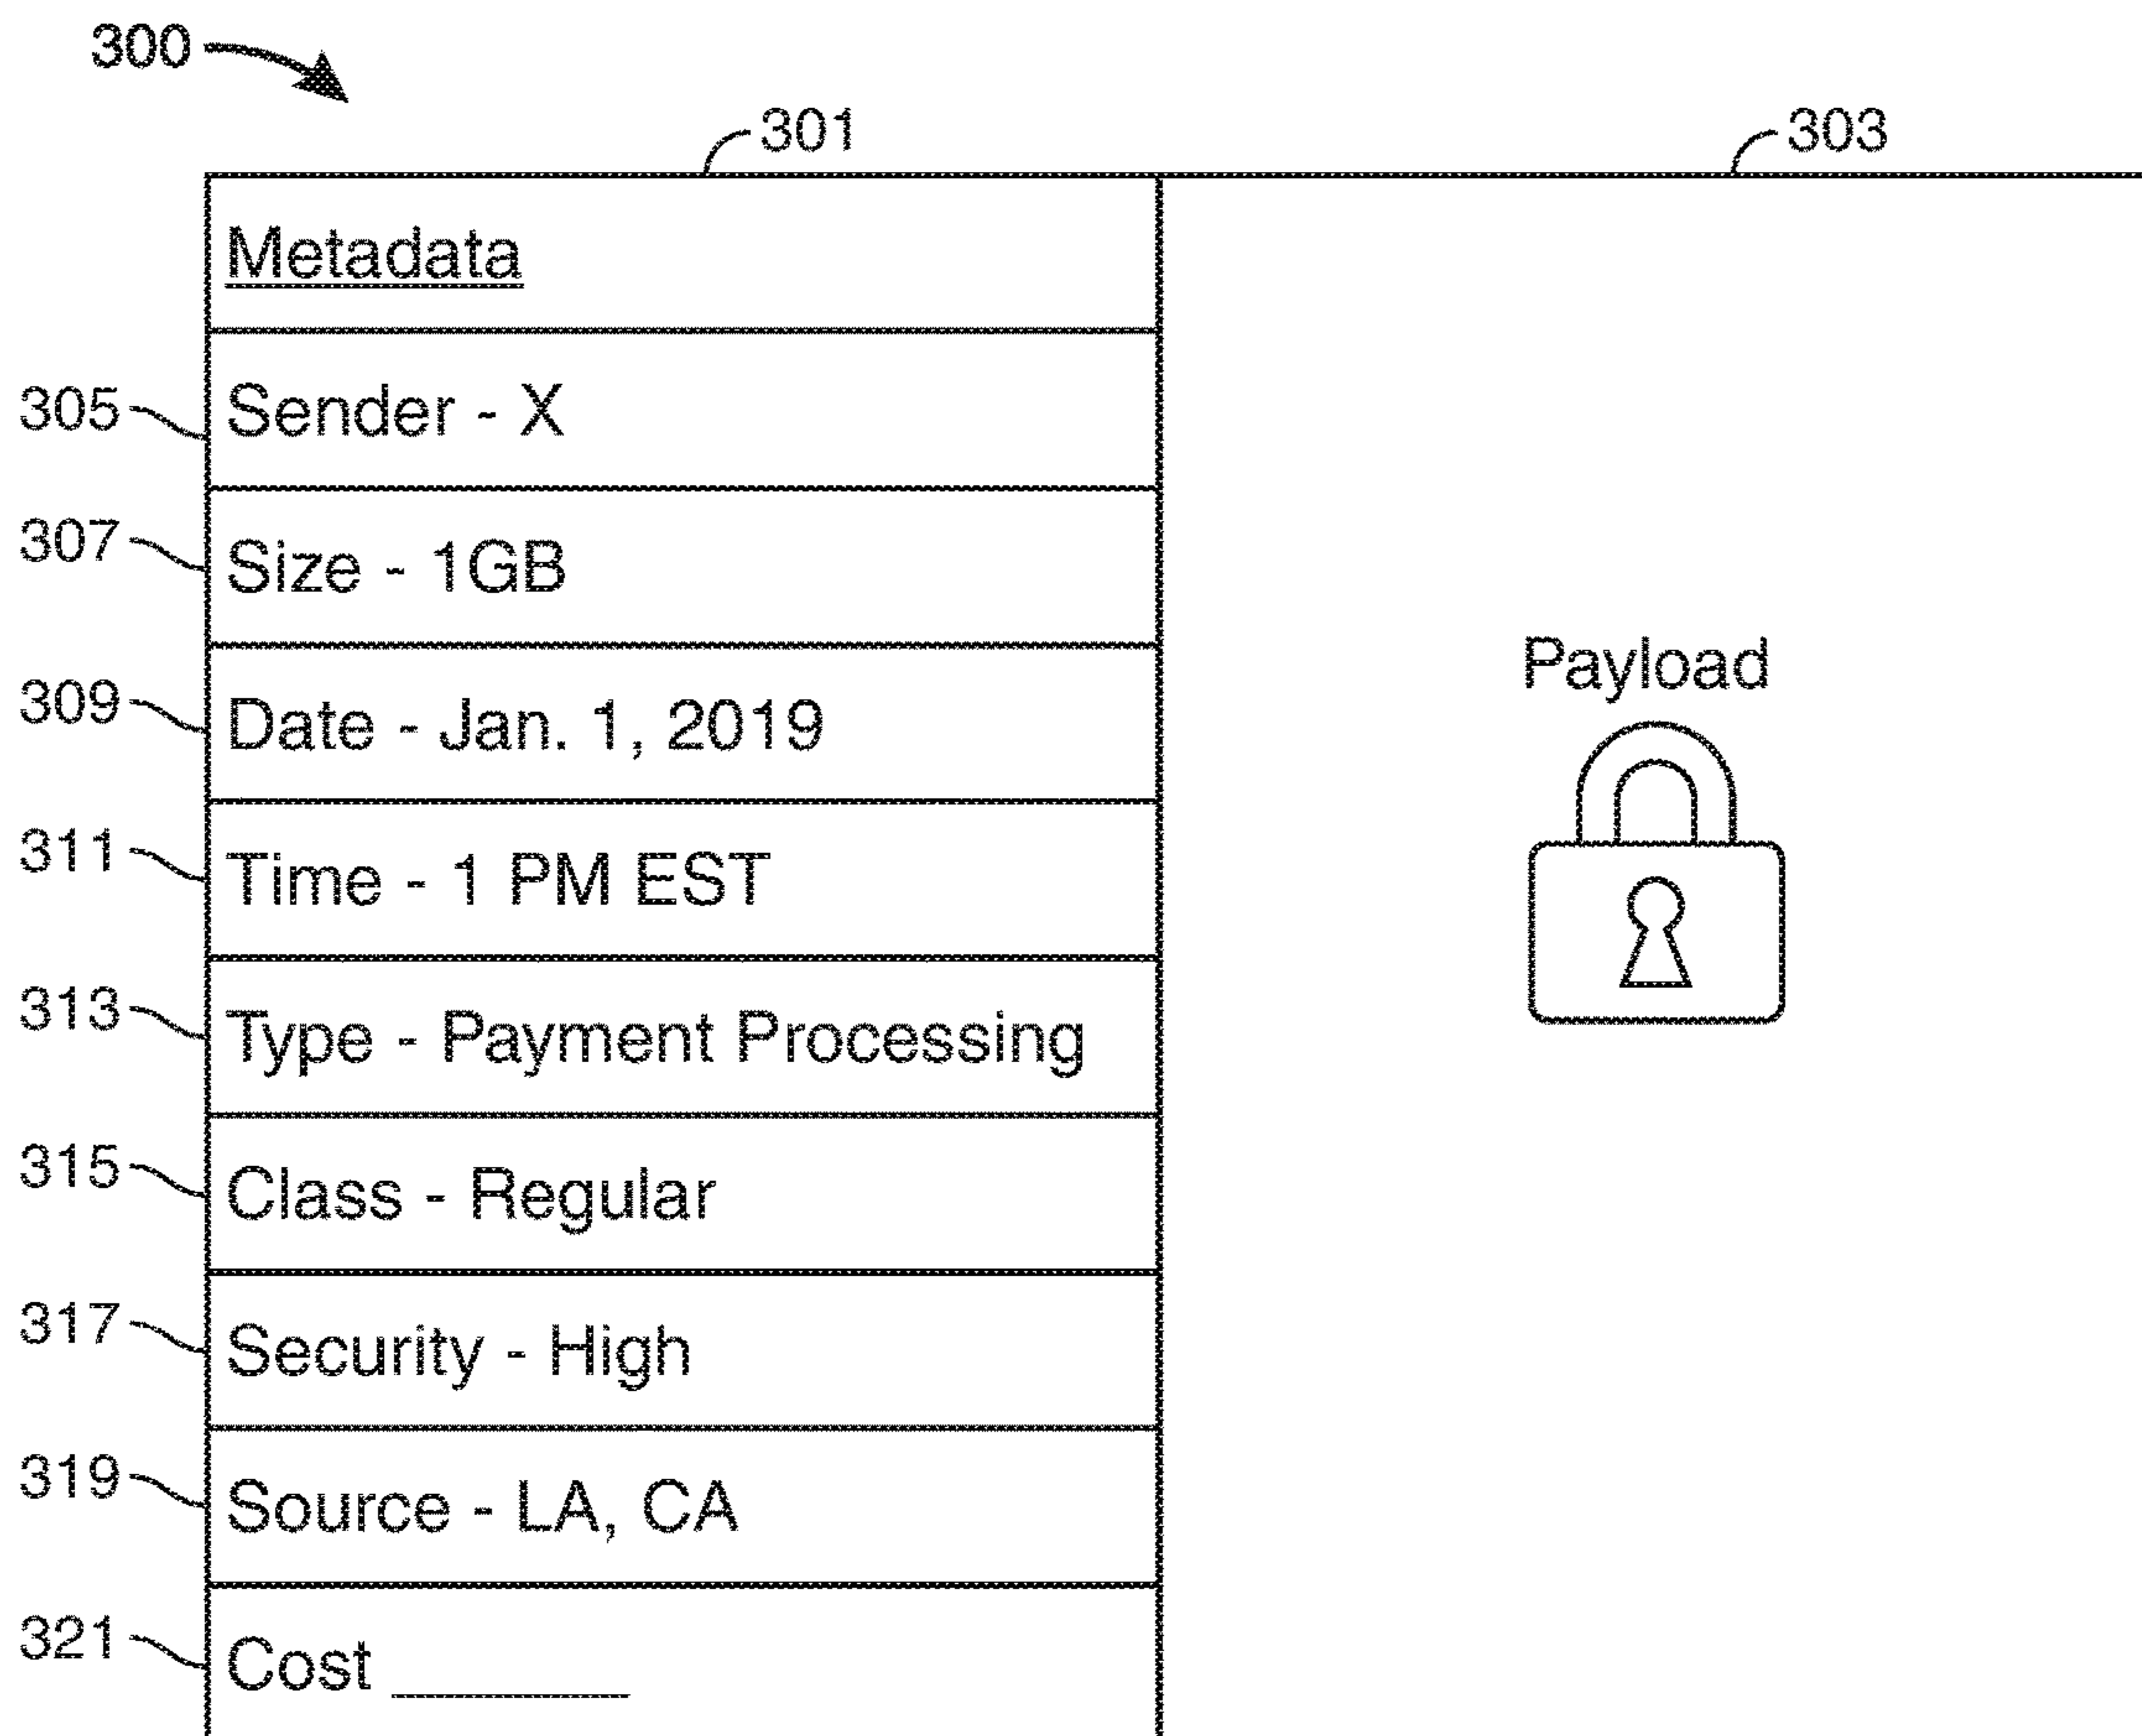 300
301
303
Metadata
305 Sender - X
307 Size - 1GB
309 Date - Jan. 1, 2019
311 Time - 1 PM EST
313 Type - Payment Processing
315 Class - Regular
317 Security - High
319 Source - LA, CA
321 Cost ________
Payload